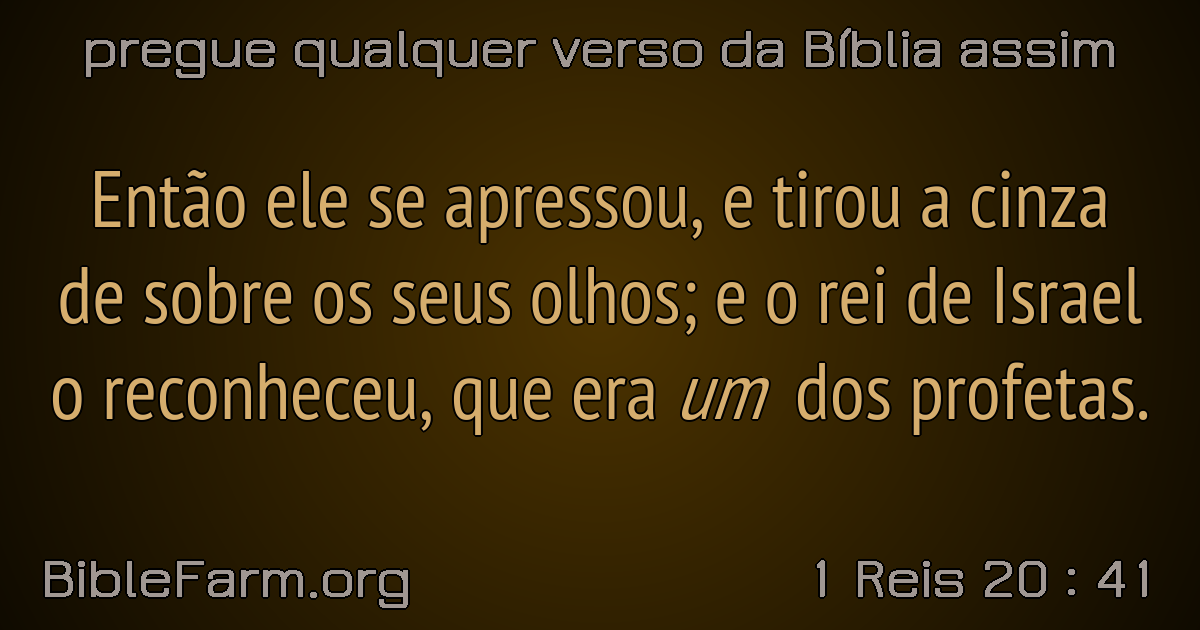 pregue qualquer verso da Bíblia assim
Então ele se apressou, e tirou a cinza
de sobre os seus olhos; e o rei de Israel
o reconheceu, que era um dos profetas.
BibleFarm.org
1 Reis 20 : 41